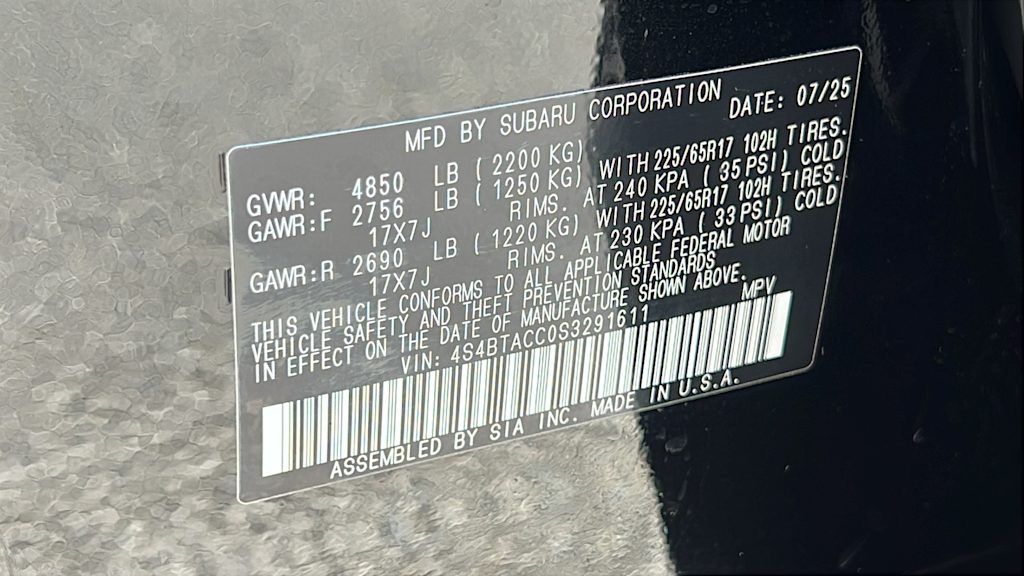 MFD BY SUBARU CORPORATION DATE: 07/25
GVWR: 4850 LB ( 2200 KG)
GAWR:F 2756 LB ( 1250 KG) WITH 225/65R17 102H TIRES.
17X7J RIMS. AT 240 KPA ( 35 PSI) COLD
GAWR:R 2690 LB ( 1220 KG) WITH 225/65R17 102H TIRES.
17X7J RIMS. AT 230 KPA ( 33 PSI) COLD
THIS VEHICLE CONFORMS TO ALL APPLICABLE FEDERAL MOTOR
VEHICLE SAFETY AND THEFT PREVENTION STANDARDS
IN EFFECT ON THE DATE OF MANUFACTURE SHOWN ABOVE.
VIN: 4S4BTACC0S3291611 MPV
ASSEMBLED BY SIA INC. MADE IN U.S.A.